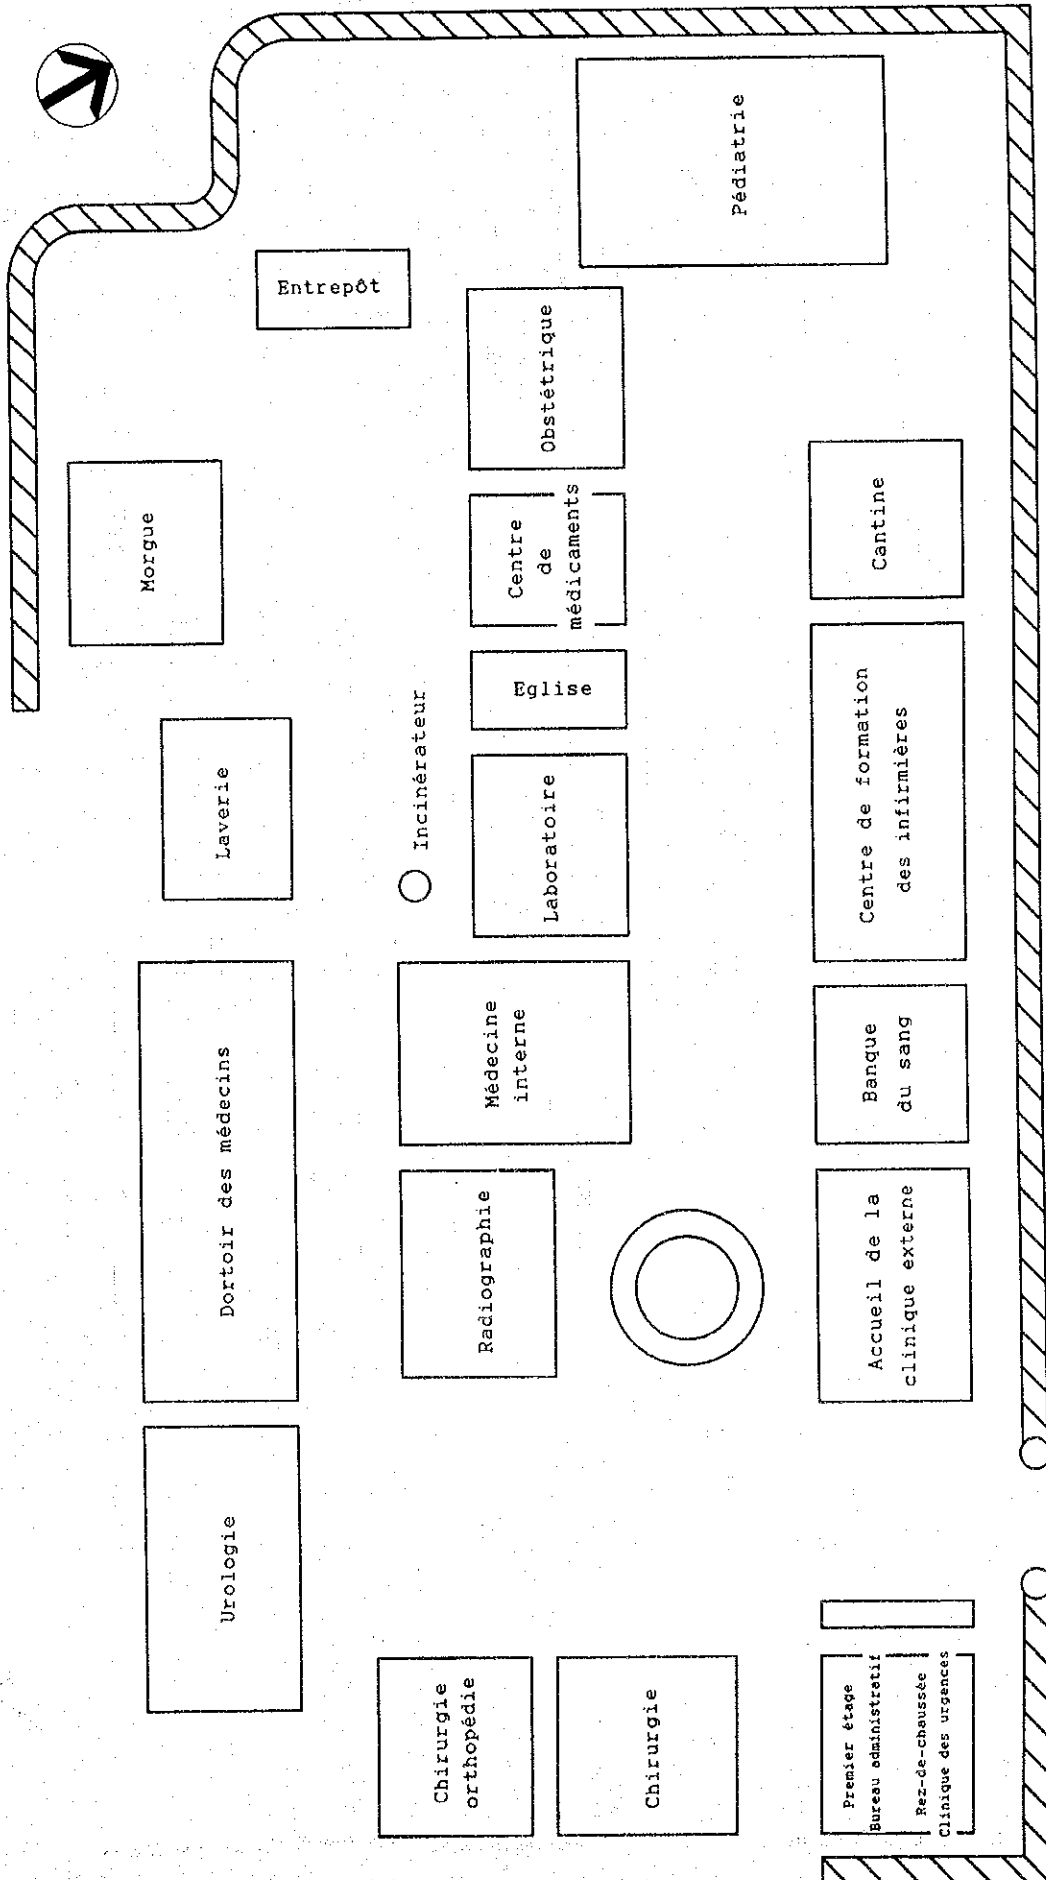 Pédiatrie
Entrepôt
Obstétrique
Morgue
Centre
de
médicaments
Cantine
Eglise
Incinérateur
Laverie
Laboratoire
Centre de formation
des infirmières
Dortoir des médecins
Médecine
interne
Banque
du sang
Radiographie
Accueil de la
clinique externe
Urologie
Chirurgie
orthopédie
Chirurgie
Premier étage
Bureau administratif
Rez-de-chaussée
Clinique des urgences